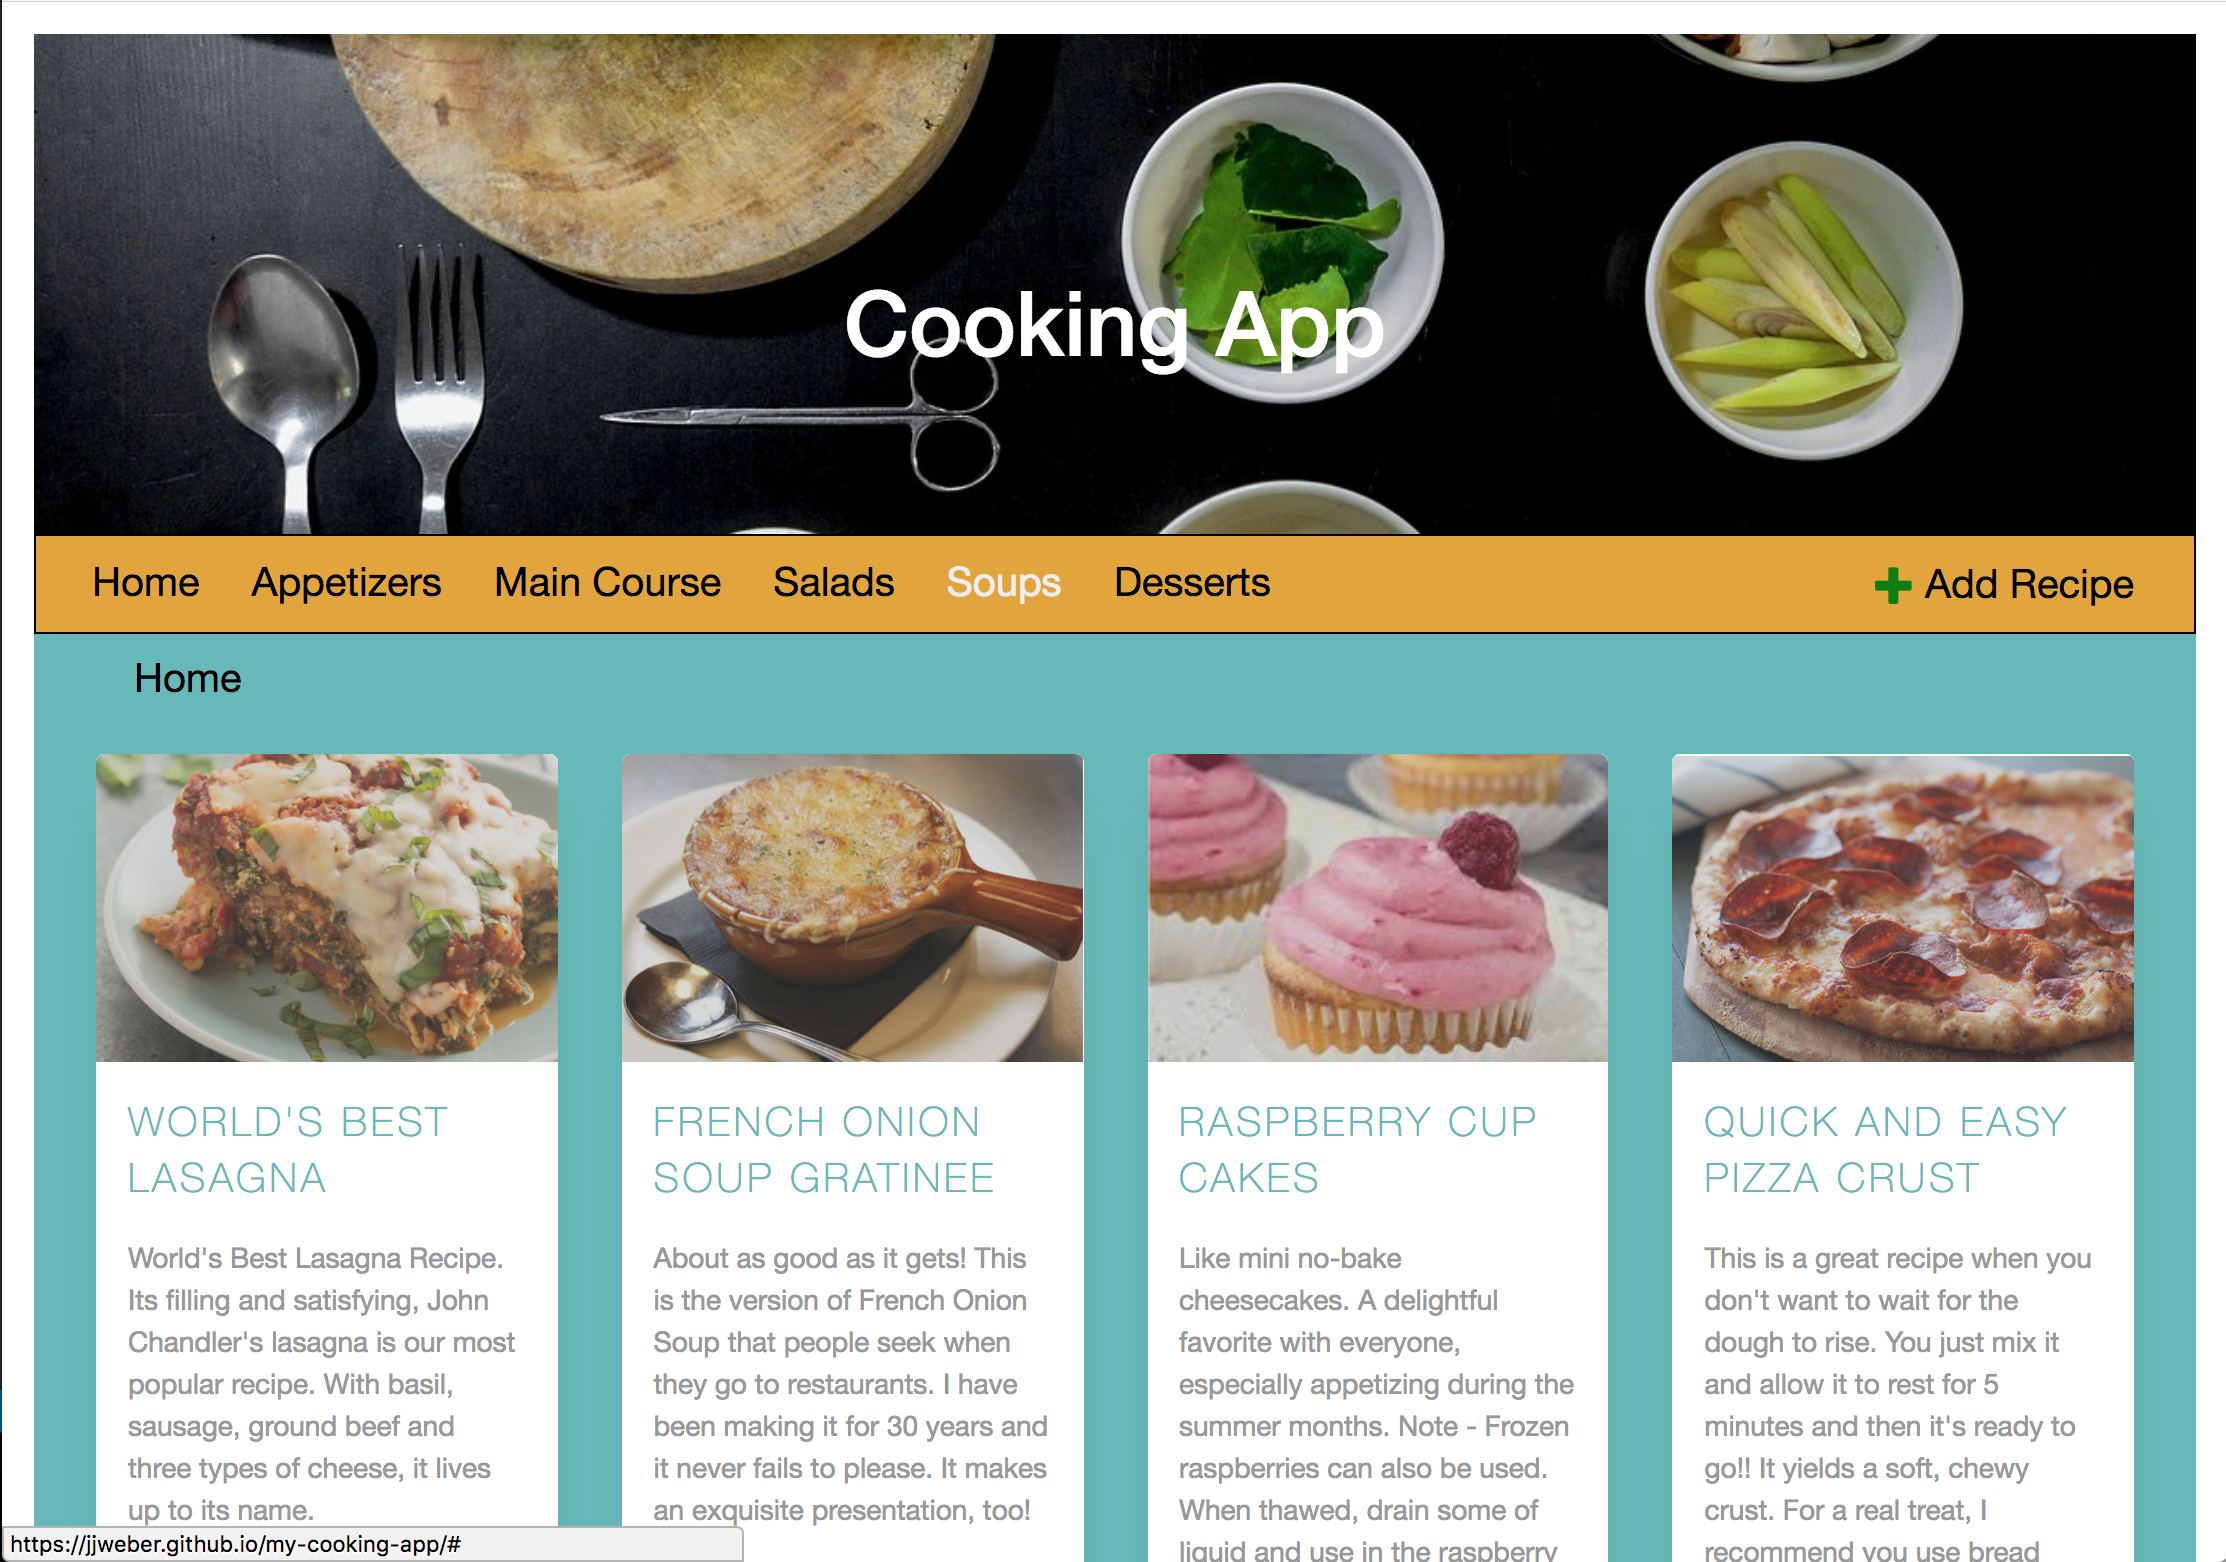 Cooking App
Home Appetizers Main Course Salads Soups Desserts Add Recipe
Home
WORLD'S BEST
LASAGNA
World's Best Lasagna Recipe.
Its filling and satisfying, John
Chandler's lasagna is our most
popular recipe. With basil,
sausage, ground beef and
three types of cheese, it lives
up to its name.
FRENCH ONION
SOUP GRATINEE
About as good as it gets! This
is the version of French Onion
Soup that people seek when
they go to restaurants. I have
been making it for 30 years and
it never fails to please. It makes
an exquisite presentation, too!
RASPBERRY CUP
CAKES
Like mini no-bake
cheesecakes. A delightful
favorite with everyone,
especially appetizing during the
summer months. Note - Frozen
raspberries can also be used.
When thawed, drain some of
liquid and use in the raspberry
QUICK AND EASY
PIZZA CRUST
This is a great recipe when you
don't want to wait for the
dough to rise. You just mix it
and allow it to rest for 5
minutes and then it's ready to
go!! It yields a soft, chewy
crust. For a real treat, I
recommend you use bread
https://jjweber.github.io/my-cooking-app/#